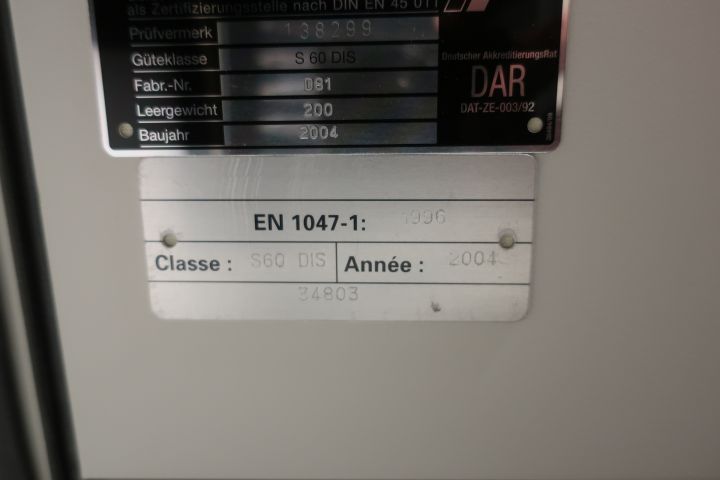 als Zertifizierungsstelle nach DIN EN 45 011
Prüfvermerk 138299
Güteklasse S 60 DIS
Fabr.-Nr. 081
Leergewicht 200
Baujahr 2004
Deutscher AkkreditierungsRat
DAR
DAT-ZE-003/92
EN 1047-1: 1996
Classe : S60 DIS Année : 2004
34803